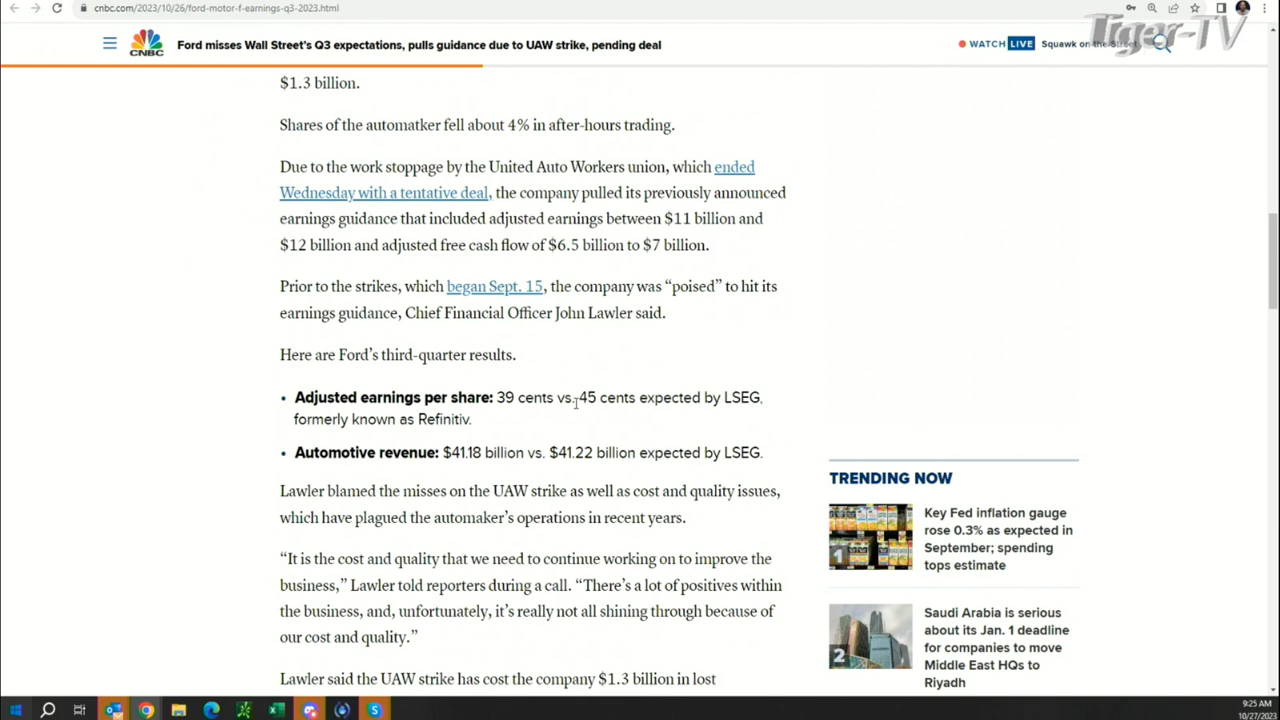 cnbc.com/2023/10/26/ford-motor-f-earnings-q3-2023.html
Tiger-TV
CNBC
Ford misses Wall Street's Q3 expectations, pulls guidance due to UAW strike, pending deal
WATCH LIVE Squawk on the Street
$1.3 billion.
Shares of the automatker fell about 4% in after-hours trading.
Due to the work stoppage by the United Auto Workers union, which ended
Wednesday with a tentative deal, the company pulled its previously announced
earnings guidance that included adjusted earnings between $11 billion and
$12 billion and adjusted free cash flow of $6.5 billion to $7 billion.
Prior to the strikes, which began Sept. 15, the company was “poised” to hit its
earnings guidance, Chief Financial Officer John Lawler said.
Here are Ford’s third-quarter results.
• Adjusted earnings per share: 39 cents vs. 45 cents expected by LSEG,
formerly known as Refinitiv.
• Automotive revenue: $41.18 billion vs. $41.22 billion expected by LSEG.
Lawler blamed the misses on the UAW strike as well as cost and quality issues,
which have plagued the automaker’s operations in recent years.
“It is the cost and quality that we need to continue working on to improve the
business,” Lawler told reporters during a call. “There’s a lot of positives within
the business, and, unfortunately, it’s really not all shining through because of
our cost and quality.”
Lawler said the UAW strike has cost the company $1.3 billion in lost
TRENDING NOW
1
Key Fed inflation gauge
rose 0.3% as expected in
September; spending
tops estimate
2
Saudi Arabia is serious
about its Jan. 1 deadline
for companies to move
Middle East HQs to
Riyadh
9:25 AM
10/27/2023